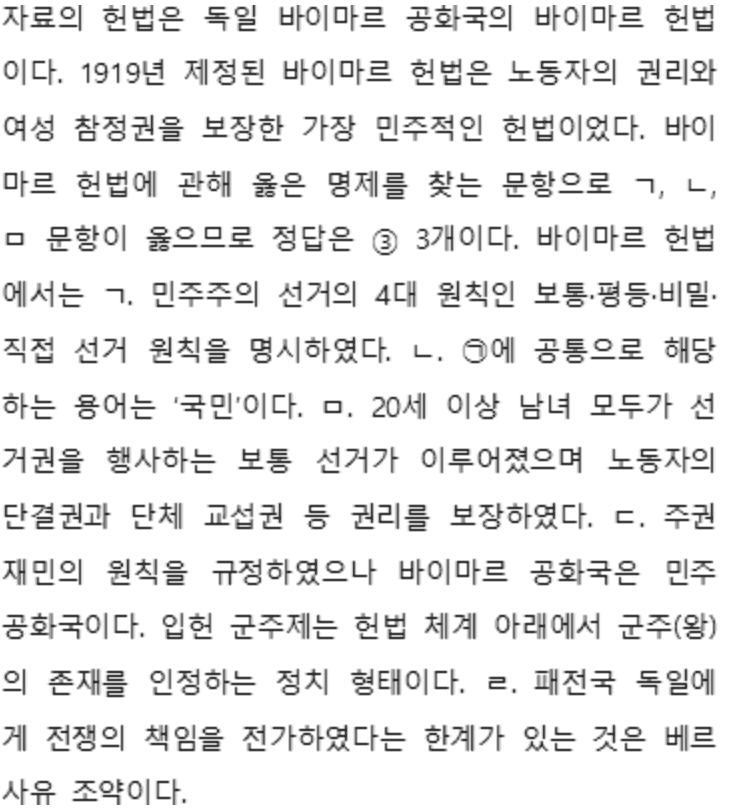 자료의 헌법은 독일 바이마르 공화국의 바이마르 헌법
이다. 1919년 제정된 바이마르 헌법은 노동자의 권리와
여성 참정권을 보장한 가장 민주적인 헌법이었다. 바이
마르 헌법에 관해 옳은 명제를 찾는 문항으로 ㄱ, ㄴ,
ㅁ 문항이 옳으므로 정답은 ③ 3개이다. 바이마르 헌법
에서는 ㄱ. 민주주의 선거의 4대 원칙인 보통·평등·비밀·
직접 선거 원칙을 명시하였다. ㄴ. ㉠에 공통으로 해당
하는 용어는 ‘국민’이다. ㅁ. 20세 이상 남녀 모두가 선
거권을 행사하는 보통 선거가 이루어졌으며 노동자의
단결권과 단체 교섭권 등 권리를 보장하였다. ㄷ. 주권
재민의 원칙을 규정하였으나 바이마르 공화국은 민주
공화국이다. 입헌 군주제는 헌법 체계 아래에서 군주(왕)
의 존재를 인정하는 정치 형태이다. ㄹ. 패전국 독일에
게 전쟁의 책임을 전가하였다는 한계가 있는 것은 베르
사유 조약이다.